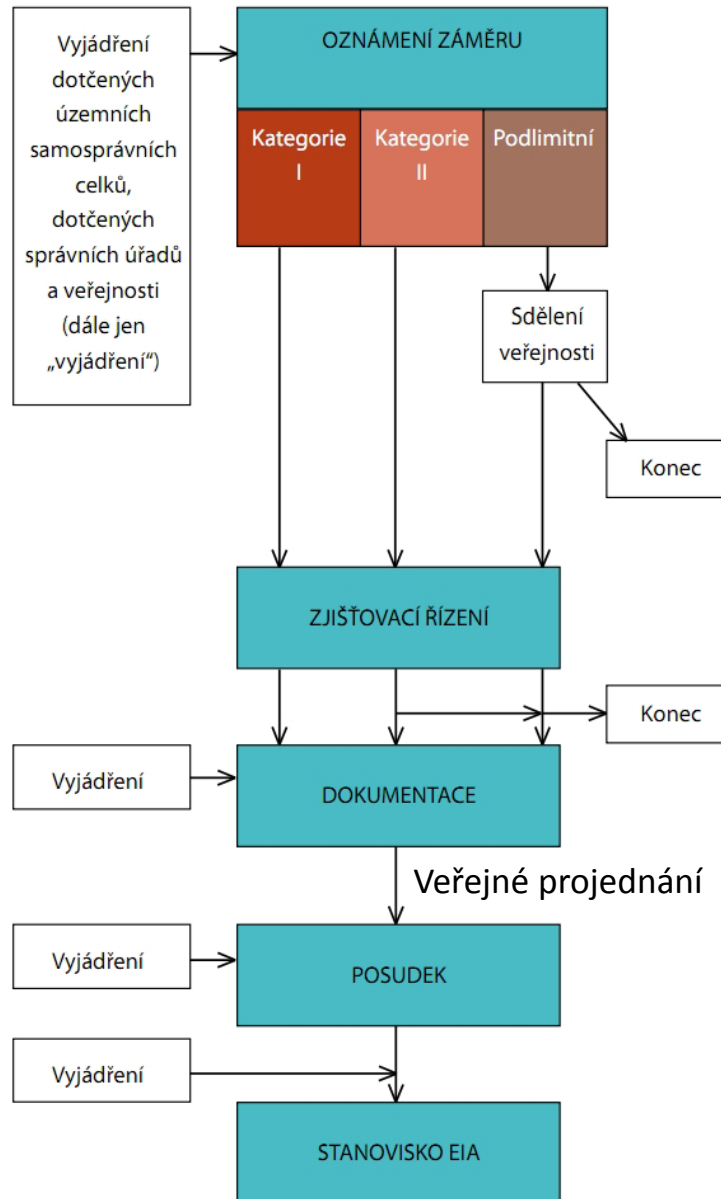 Vyjádření
dotčených
územních
samosprávních
celků,
dotčených
správních úřadů
a veřejnosti
(dále jen
„vyjádření“)
OZNÁMENÍ ZÁMĚRU
Kategorie
I
Kategorie
II
Podlimitní
Sdělení
veřejnosti
Konec
ZJIŠŤOVACÍ ŘÍZENÍ
Konec
Vyjádření
DOKUMENTACE
Veřejné projednání
Vyjádření
POSUDEK
Vyjádření
STANOVISKO EIA